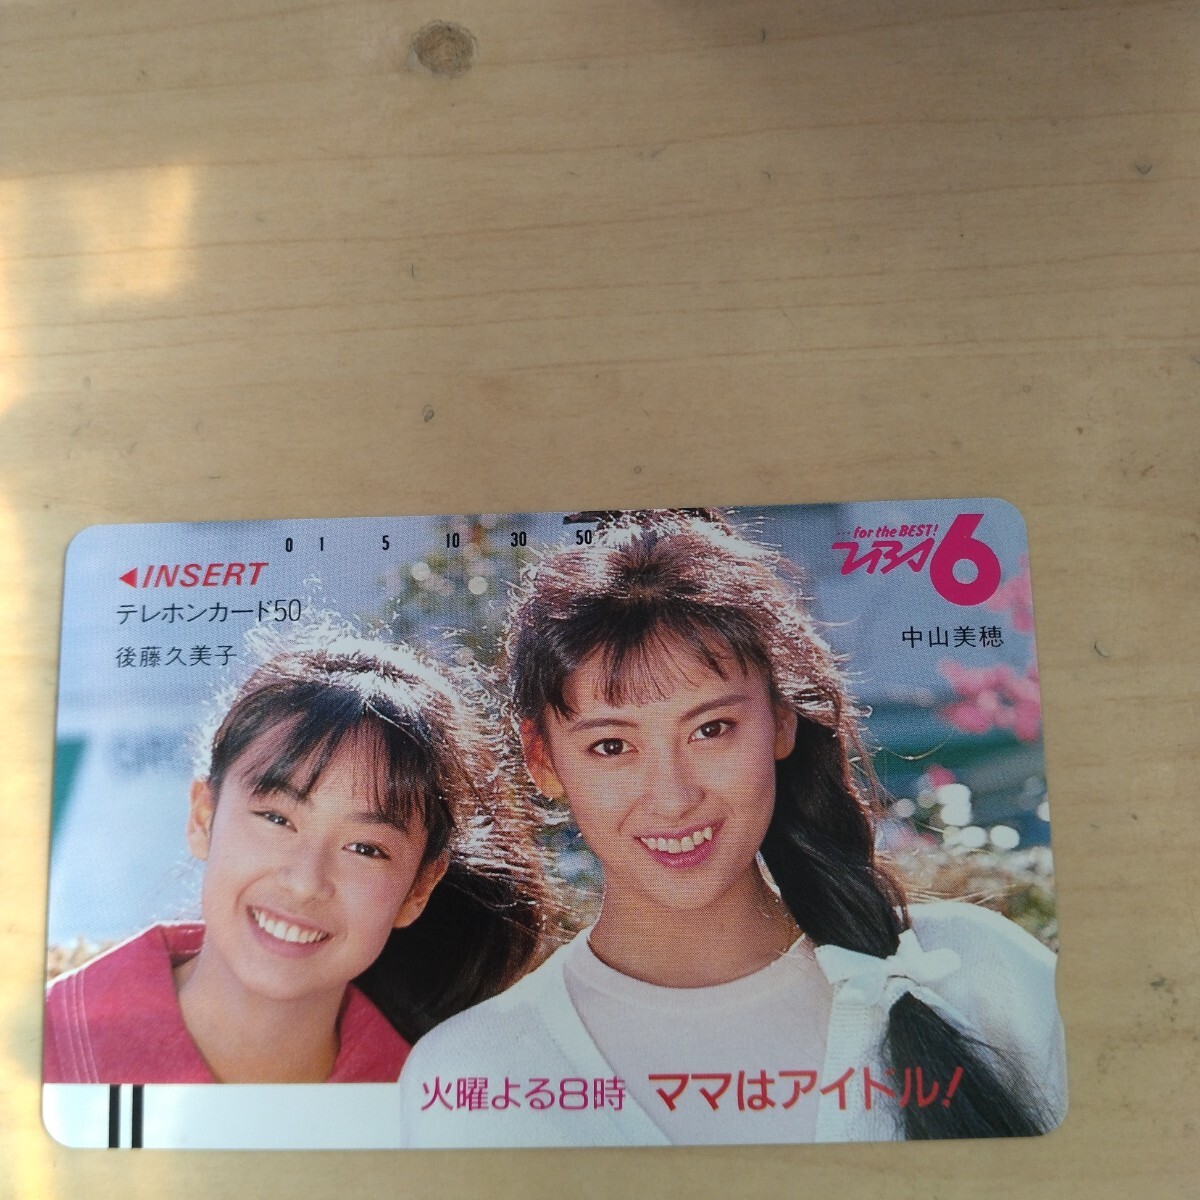 0 1 5 10 30 50
◀INSERT
テレホンカード50
後藤久美子
...for the BEST!
TBS6
中山美穂
火曜よる8時 ママはアイドル!